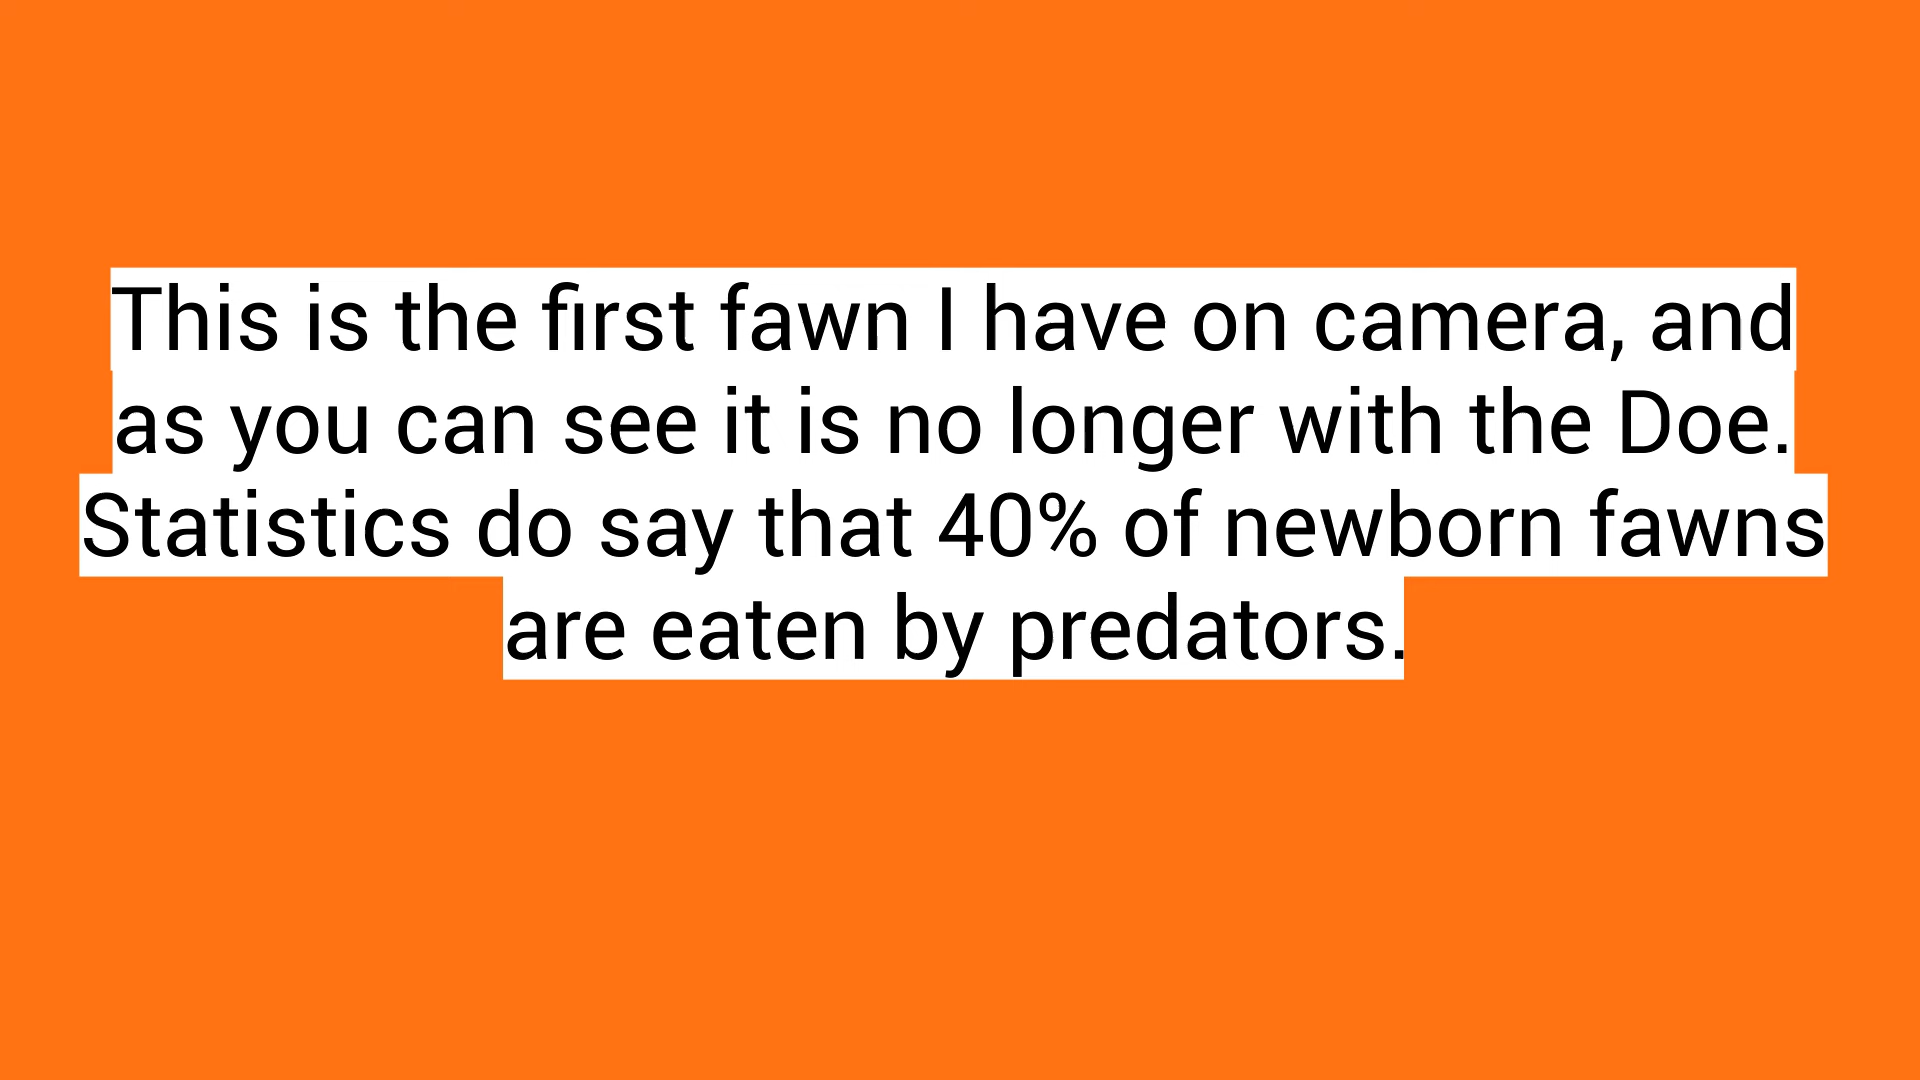 This is the first fawn I have on camera, and
as you can see it is no longer with the Doe.
Statistics do say that 40% of newborn fawns
are eaten by predators.